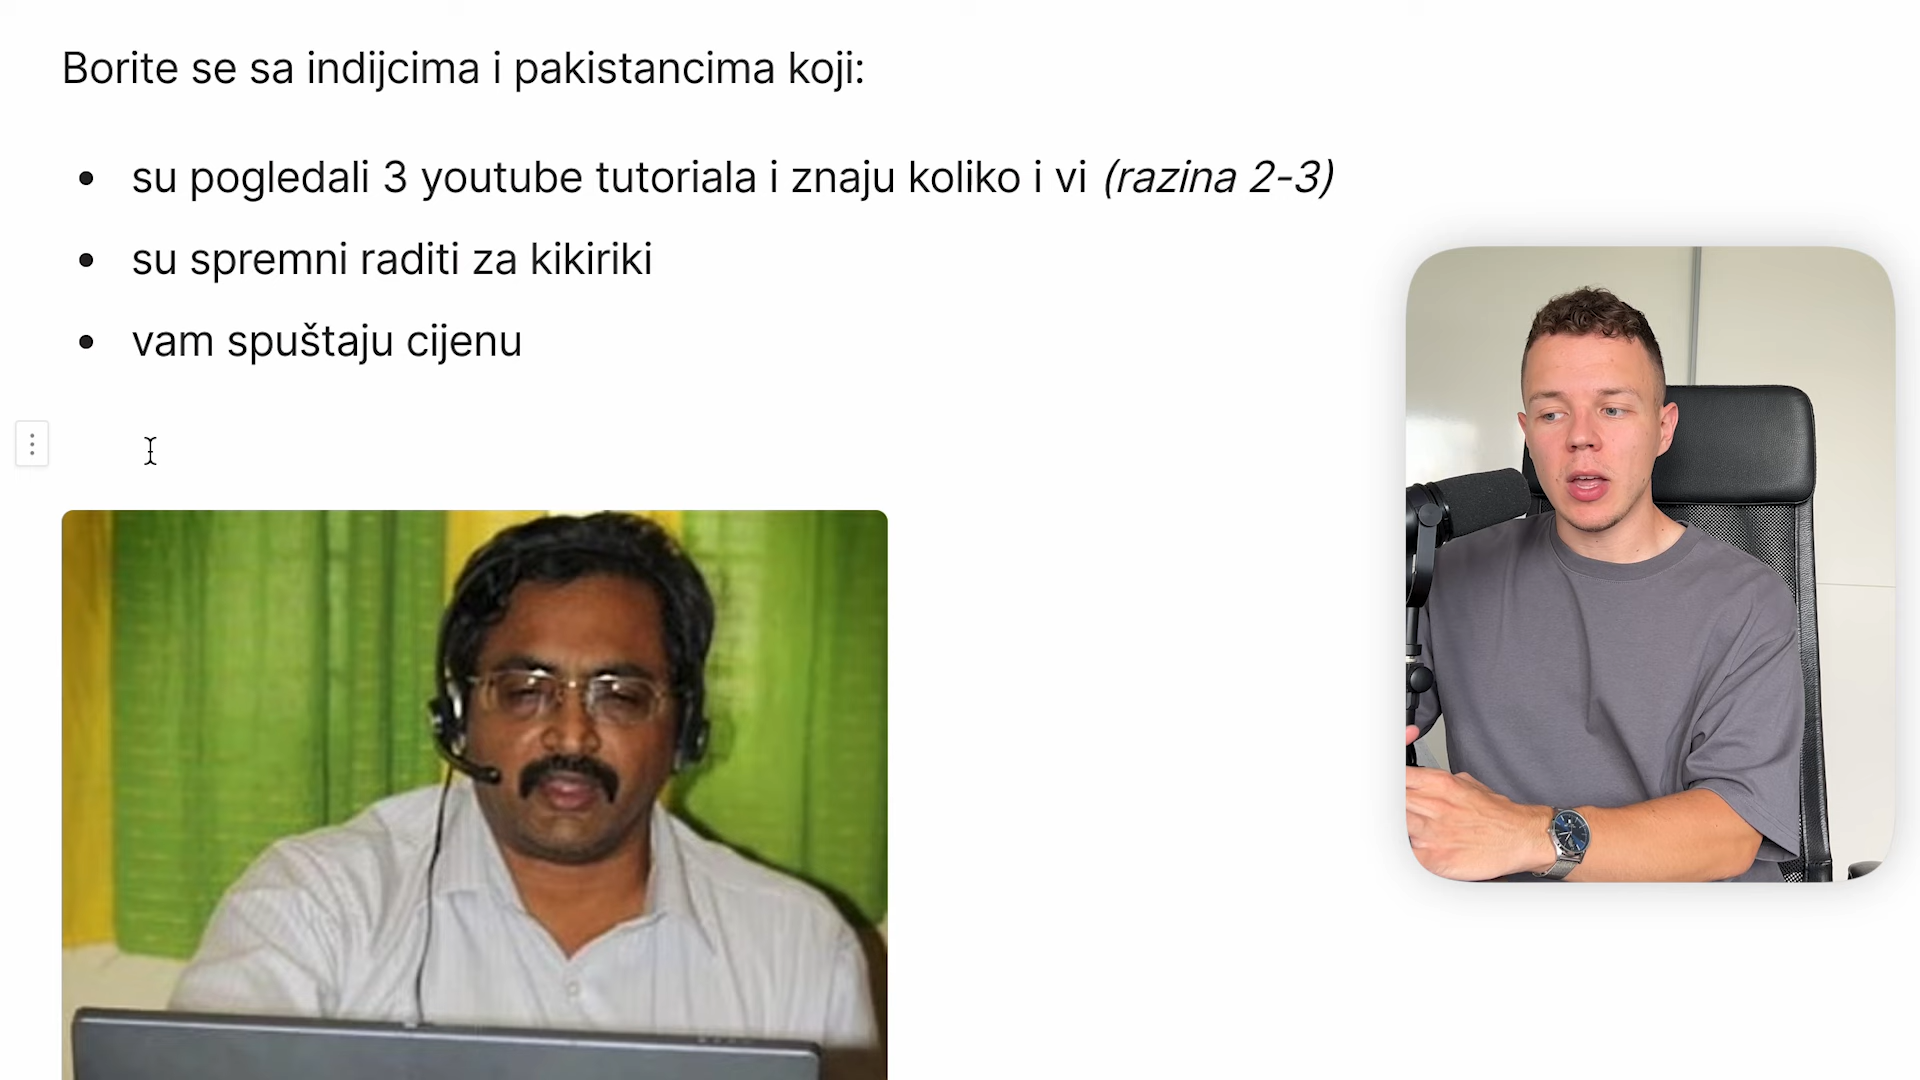 Borite se sa indijcima i pakistancima koji:
su pogledali 3 youtube tutoriala i znaju koliko i vi (razina 2-3)
su spremni raditi za kikiriki
vam spuštaju cijenu